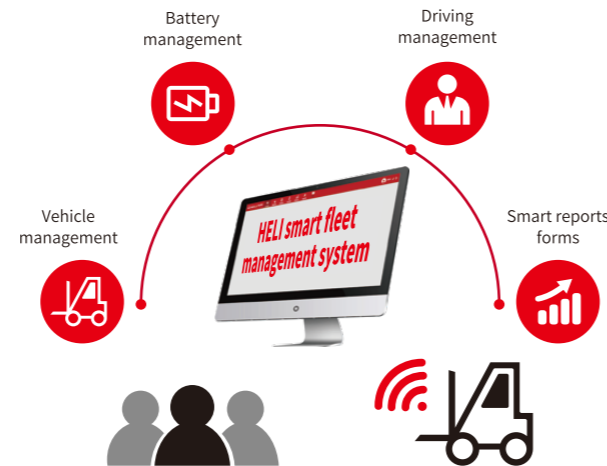 Battery
management
Driving
management
Vehicle
management
Smart reports
forms
HELI smart fleet
management system